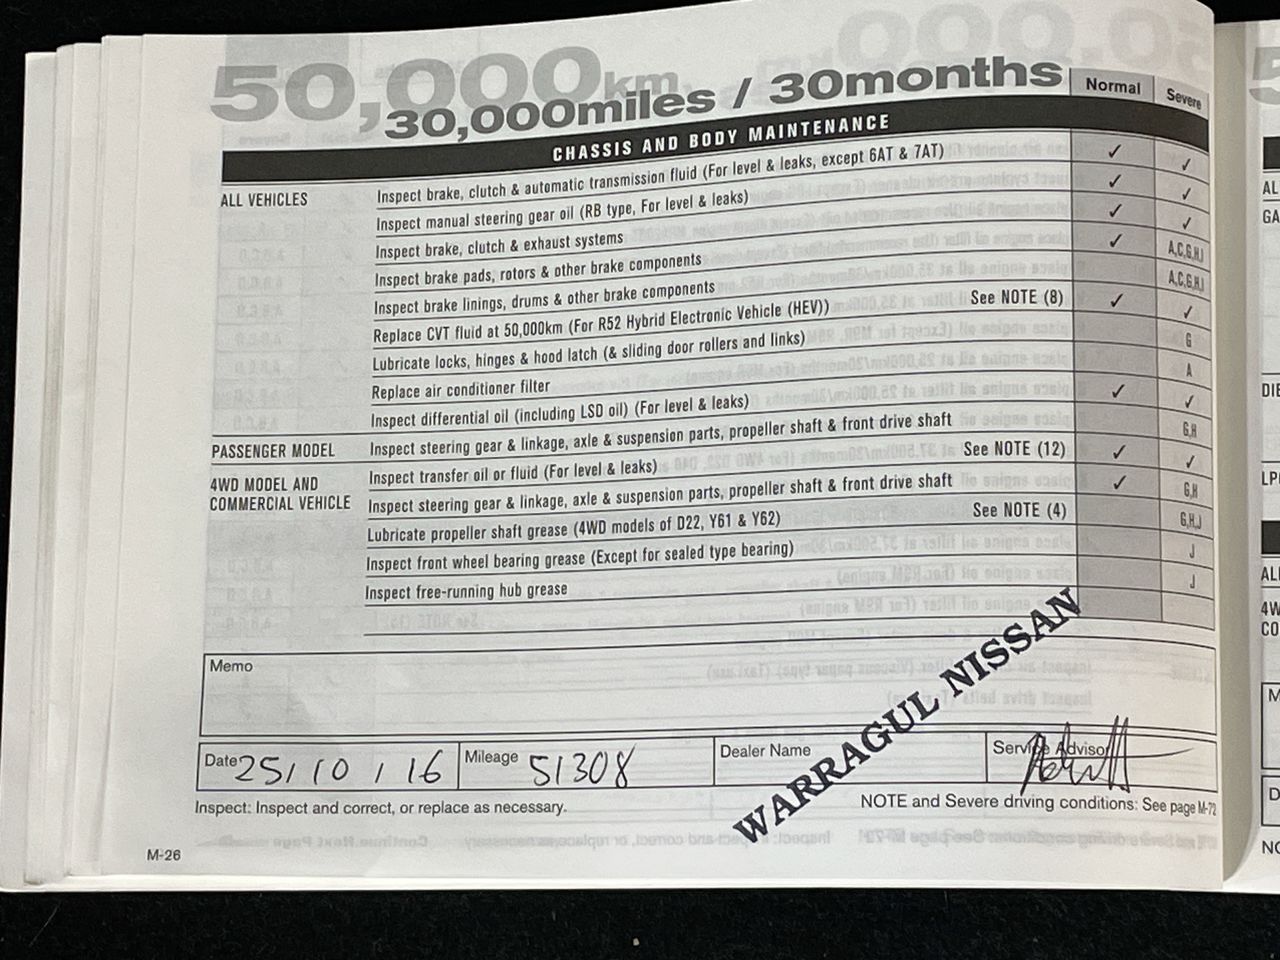 50,000km
30,000miles / 30months
Normal Severe
CHASSIS AND BODY MAINTENANCE
ALL VEHICLES Inspect brake, clutch & automatic transmission fluid (For level & leaks, except 6AT & 7AT) ✓ ✓
Inspect manual steering gear oil (RB type, For level & leaks) ✓ ✓
Inspect brake, clutch & exhaust systems ✓ ✓
Inspect brake pads, rotors & other brake components ✓ A,C,G,H,J
Inspect brake linings, drums & other brake components A,C,G,H,J
Replace CVT fluid at 50,000km (For R52 Hybrid Electronic Vehicle (HEV)) See NOTE (8) ✓ ✓
Lubricate locks, hinges & hood latch (& sliding door rollers and links) G
Replace air conditioner filter A
Inspect differential oil (including LSD oil) (For level & leaks) ✓ ✓
PASSENGER MODEL Inspect steering gear & linkage, axle & suspension parts, propeller shaft & front drive shaft G,H
4WD MODEL AND COMMERCIAL VEHICLE Inspect transfer oil or fluid (For level & leaks) See NOTE (12) ✓ ✓
Inspect steering gear & linkage, axle & suspension parts, propeller shaft & front drive shaft ✓ G,H
Lubricate propeller shaft grease (4WD models of D22, Y61 & Y62) See NOTE (4) G,H,J
Inspect front wheel bearing grease (Except for sealed type bearing) J
Inspect free-running hub grease J
Memo
WARRAGUL NISSAN
Date 25/10/16 Mileage 51308 Dealer Name Service Advisor
Inspect: Inspect and correct, or replace as necessary. NOTE and Severe driving conditions: See page M-72
M-26